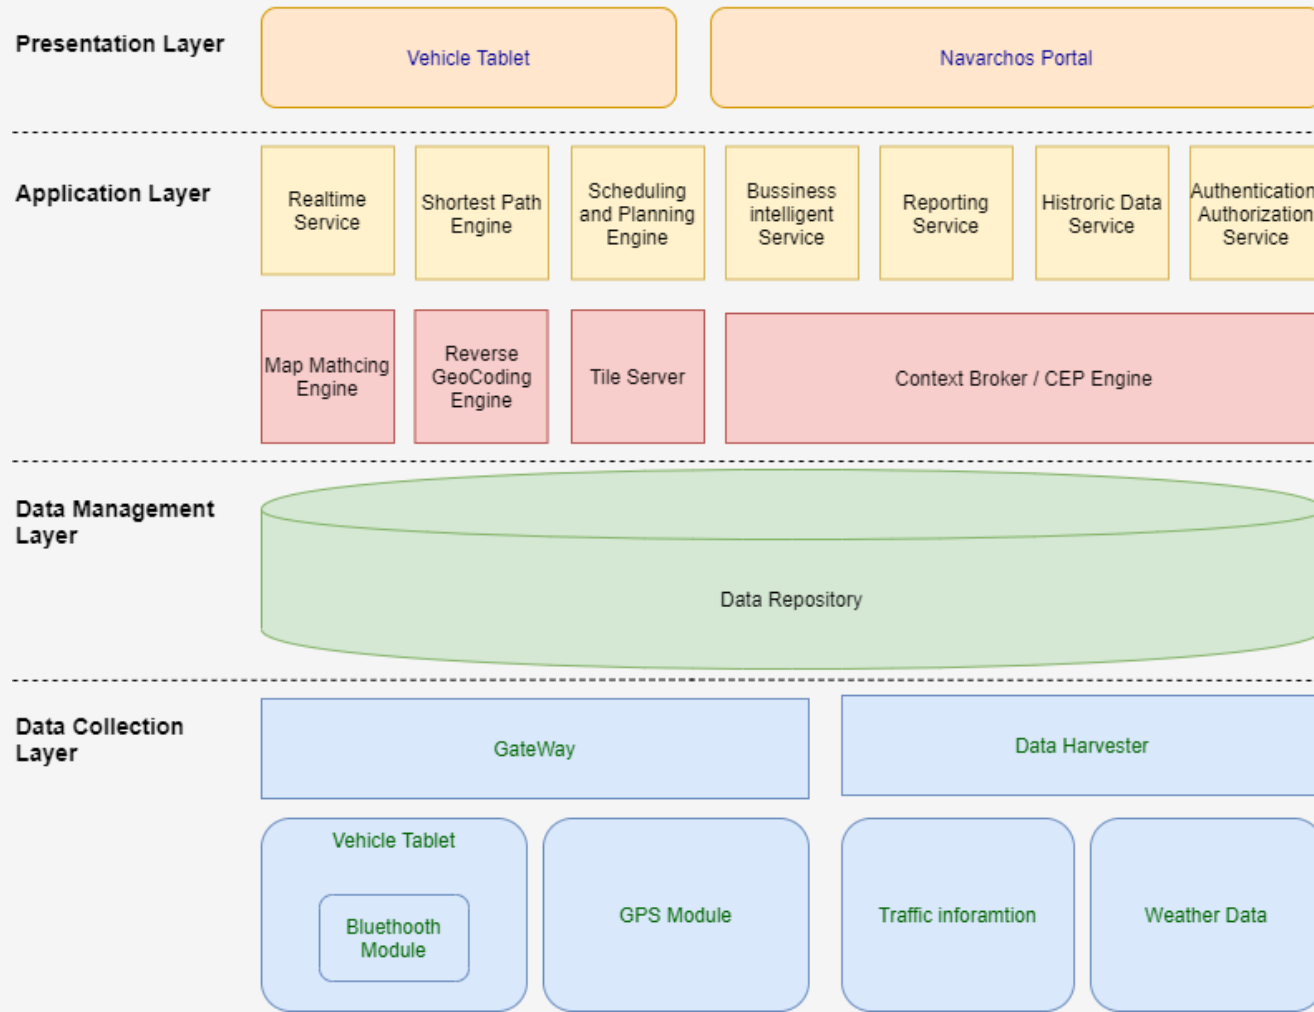 Presentation Layer
Vehicle Tablet
Navarchos Portal
Application Layer
Realtime
Service
Shortest Path
Engine
Scheduling
and Planning
Engine
Bussiness
intelligent
Service
Reporting
Service
Histroric Data
Service
Authentication
Authorization
Service
Map Mathcing
Engine
Reverse
GeoCoding
Engine
Tile Server
Context Broker / CEP Engine
Data Management
Layer
Data Repository
Data Collection
Layer
GateWay
Data Harvester
Vehicle Tablet
Bluethooth
Module
GPS Module
Traffic inforamtion
Weather Data